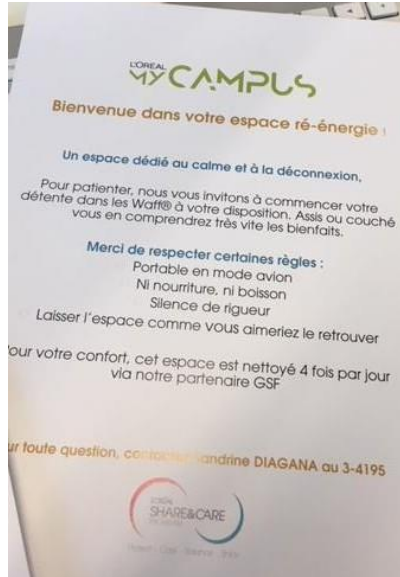 L'ORÉAL
MYCAMPUS
Bienvenue dans votre espace ré-énergie !
Un espace dédié au calme et à la déconnexion,
Pour patienter, nous vous invitons à commencer votre
détente dans les Waff® à votre disposition. Assis ou couché
vous en comprendrez très vite les bienfaits.
Merci de respecter certaines règles :
Portable en mode avion
Ni nourriture, ni boisson
Silence de rigueur
Laisser l'espace comme vous aimeriez le retrouver
our votre confort, cet espace est nettoyé 4 fois par jour
via notre partenaire GSF
ur toute question, andrine DIAGANA au 3-4195
L'ORÉAL
SHARE&CARE